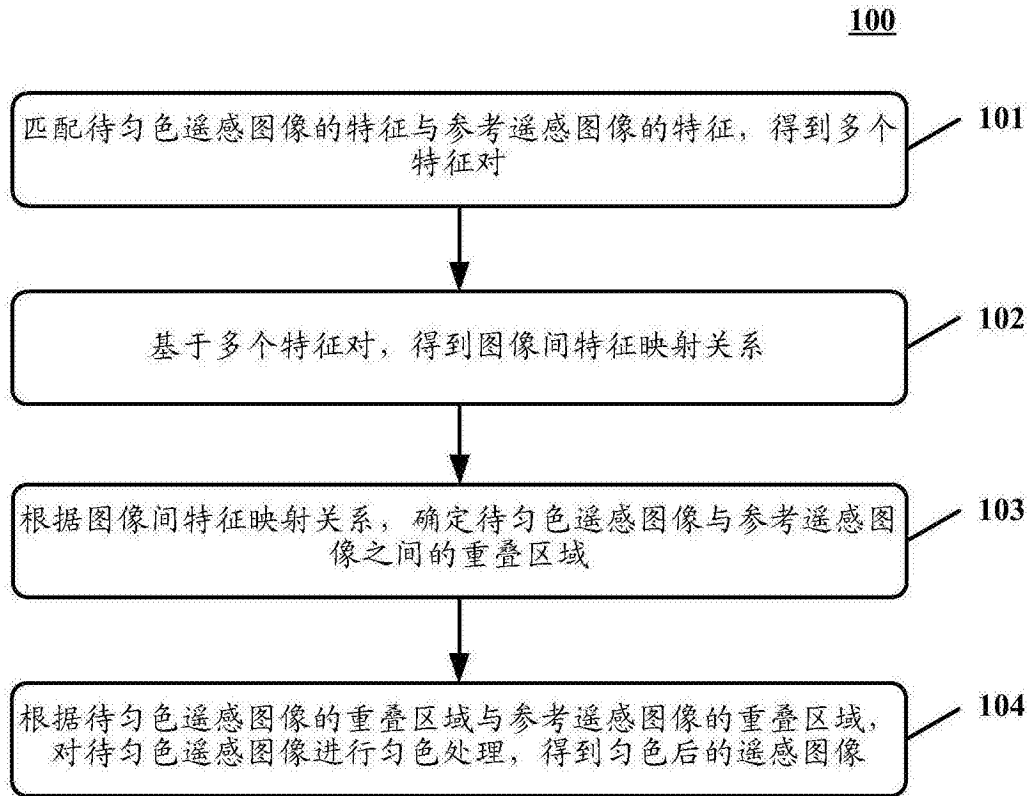 100
匹配待匀色遥感图像的特征与参考遥感图像的特征，得到多个
特征对
101
基于多个特征对，得到图像间特征映射关系
102
根据图像间特征映射关系，确定待匀色遥感图像与参考遥感图
像之间的重叠区域
103
根据待匀色遥感图像的重叠区域与参考遥感图像的重叠区域，
对待匀色遥感图像进行匀色处理，得到匀色后的遥感图像
104